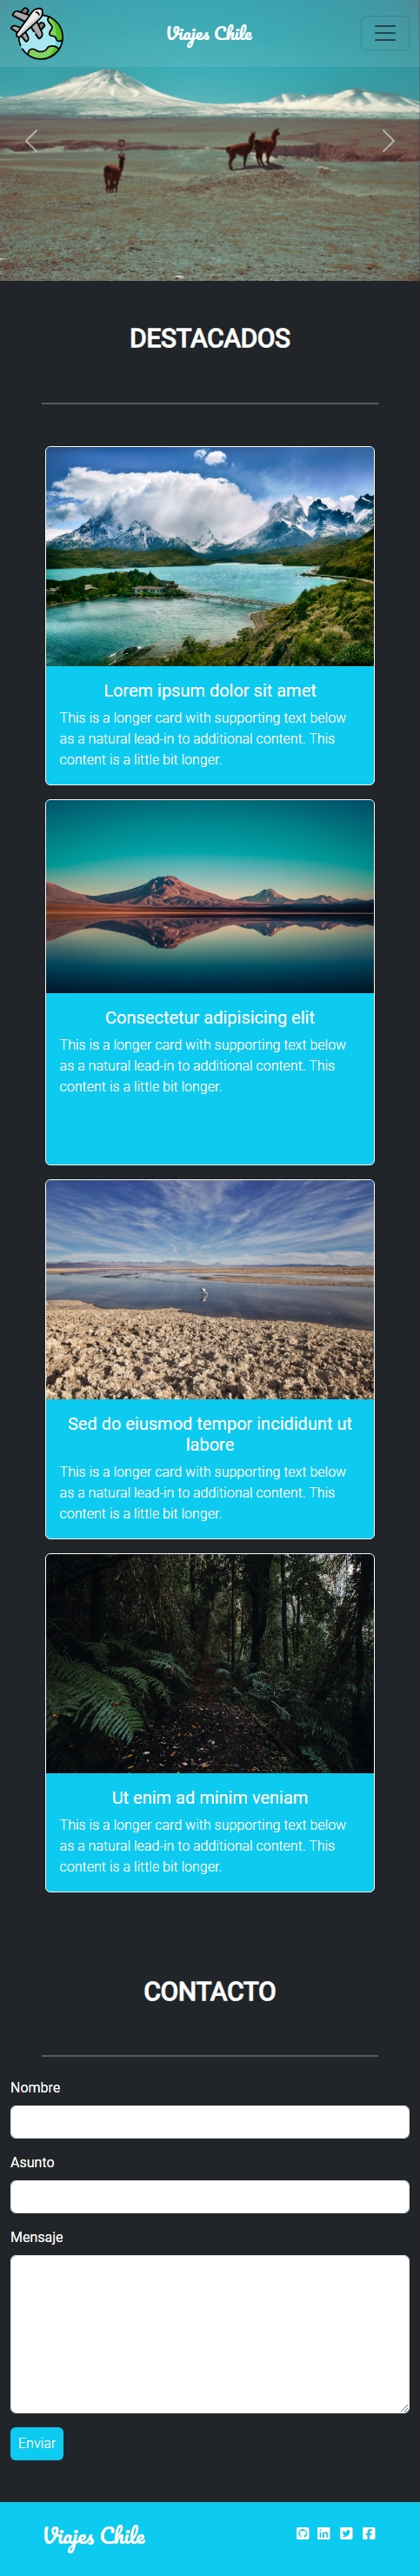 Viajes Chile
DESTACADOS
Lorem ipsum dolor sit amet
This is a longer card with supporting text below
as a natural lead-in to additional content. This
content is a little bit longer.
Consectetur adipisicing elit
This is a longer card with supporting text below
as a natural lead-in to additional content. This
content is a little bit longer.
Sed do eiusmod tempor incididunt ut
labore
This is a longer card with supporting text below
as a natural lead-in to additional content. This
content is a little bit longer.
Ut enim ad minim veniam
This is a longer card with supporting text below
as a natural lead-in to additional content. This
content is a little bit longer.
CONTACTO
Nombre
Asunto
Mensaje
Enviar
Viajes Chile